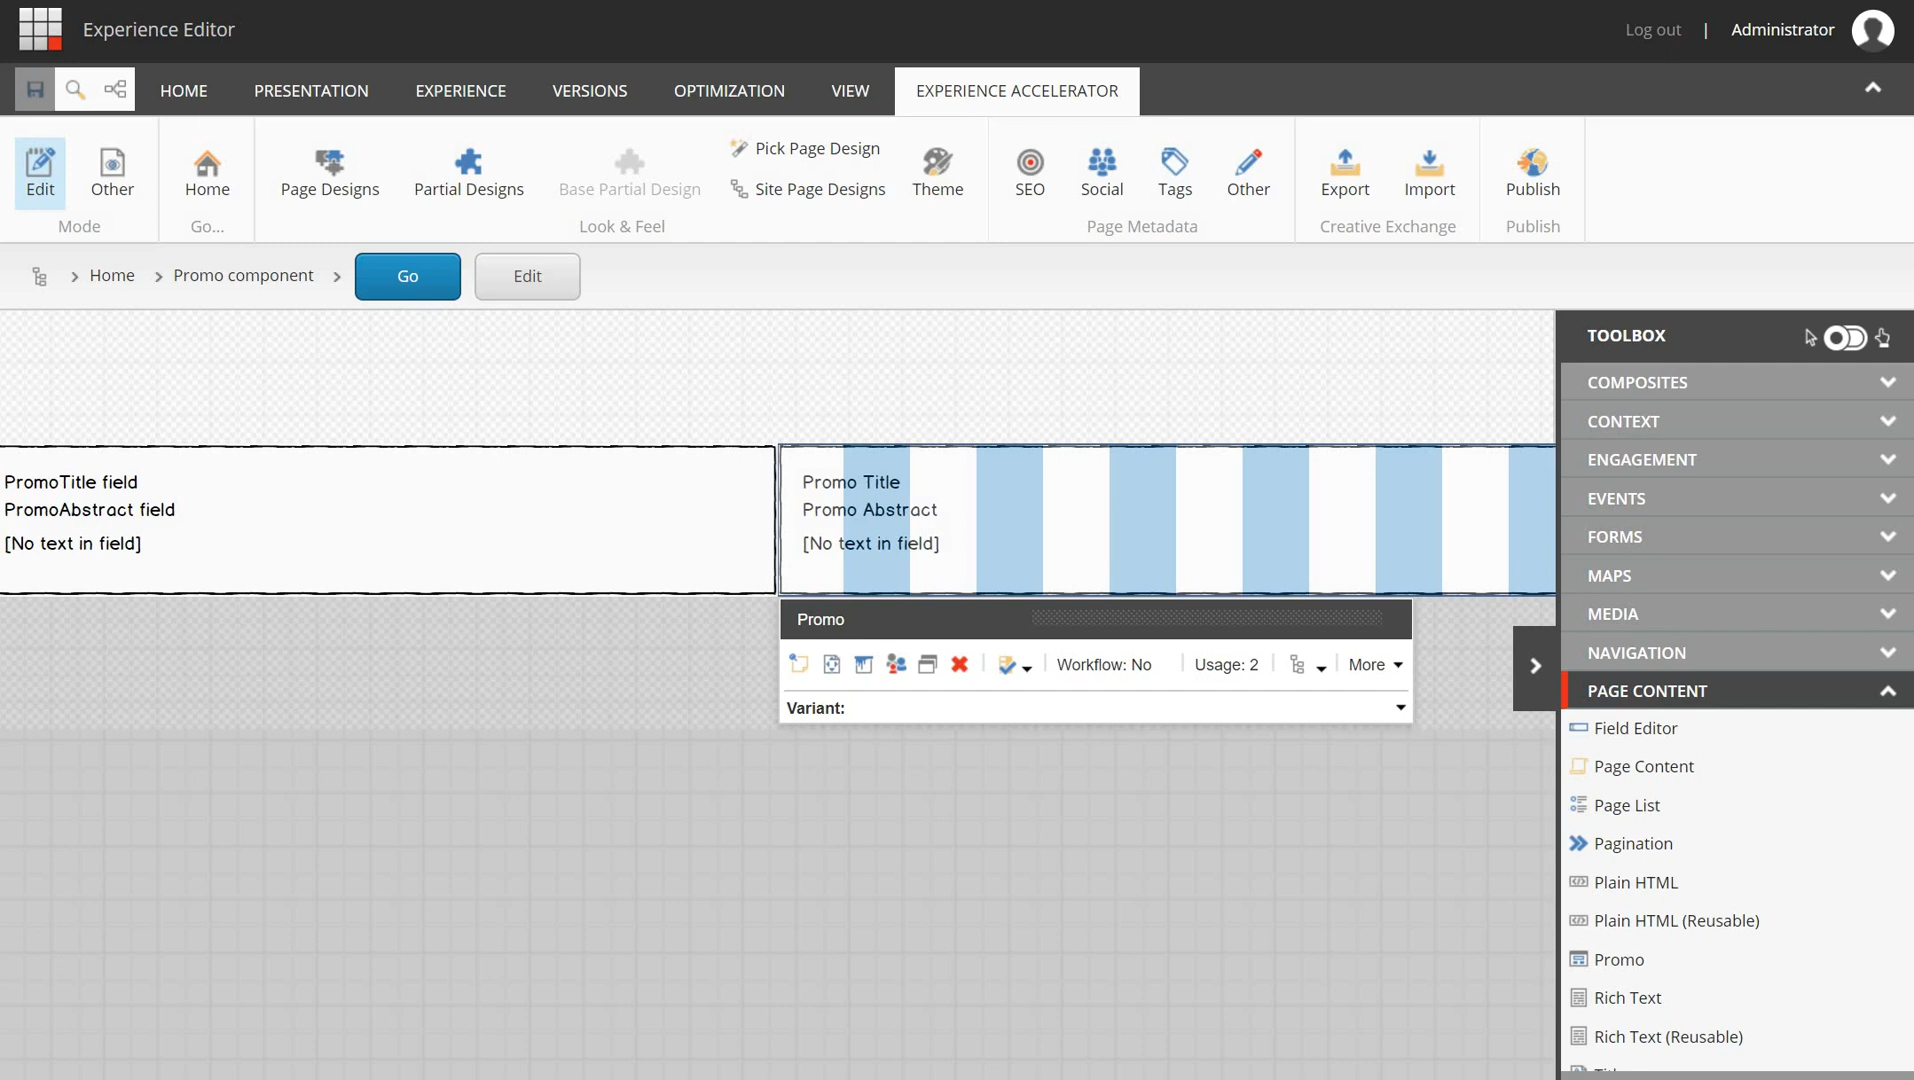 Experience Editor
Log out | Administrator
HOME PRESENTATION EXPERIENCE VERSIONS OPTIMIZATION VIEW EXPERIENCE ACCELERATOR
Edit
Other
Mode
Home
Go...
Page Designs
Partial Designs
Base Partial Design
Pick Page Design
Site Page Designs
Theme
Look & Feel
SEO
Social
Tags
Other
Page Metadata
Export
Import
Creative Exchange
Publish
Publish
Home
Promo component
Go
Edit
PromoTitle field
PromoAbstract field
[No text in field]
Promo Title
Promo Abstract
[No text in field]
Promo
Workflow: No
Usage: 2
More
Variant:
TOOLBOX
COMPOSITES
CONTEXT
ENGAGEMENT
EVENTS
FORMS
MAPS
MEDIA
NAVIGATION
PAGE CONTENT
Field Editor
Page Content
Page List
Pagination
Plain HTML
Plain HTML (Reusable)
Promo
Rich Text
Rich Text (Reusable)